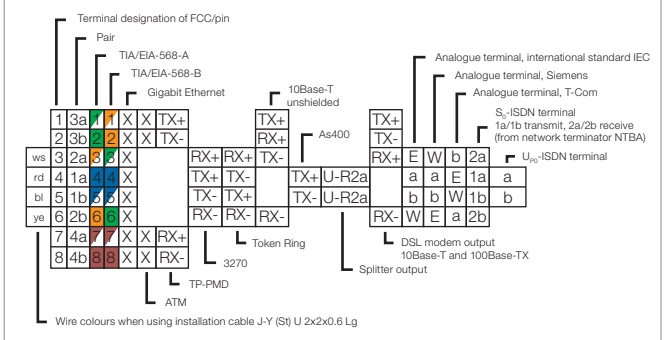 Terminal designation of FCC/pin
Pair
TIA/EIA-568-A
TIA/EIA-568-B
Gigabit Ethernet
10Base-T
unshielded
As400
Analogue terminal, international standard IEC
Analogue terminal, Siemens
Analogue terminal, T-Com
S0-ISDN terminal
1a/1b transmit, 2a/2b receive
(from network terminator NTBA)
UP0-ISDN terminal
1 3a 1 1 X X TX+ TX+ TX+
2 3b 2 2 X X TX- RX+ TX-
ws 3 2a 3 3 X RX+ RX+ TX- RX+ E W b 2a
rd 4 1a 4 4 X TX+ TX+ TX+ U-R2a a a E 1a a
bl 5 1b 5 5 X TX- TX- TX- U-R2a b b W 1b b
ye 6 2b 6 6 X RX- RX- RX- RX- W E a 2b
7 4a 7 7 X X RX+
8 4b 8 8 X X RX-
Token Ring
3270
TP-PMD
ATM
DSL modem output
10Base-T and 100Base-TX
Splitter output
Wire colours when using installation cable J-Y (St) U 2x2x0.6 Lg